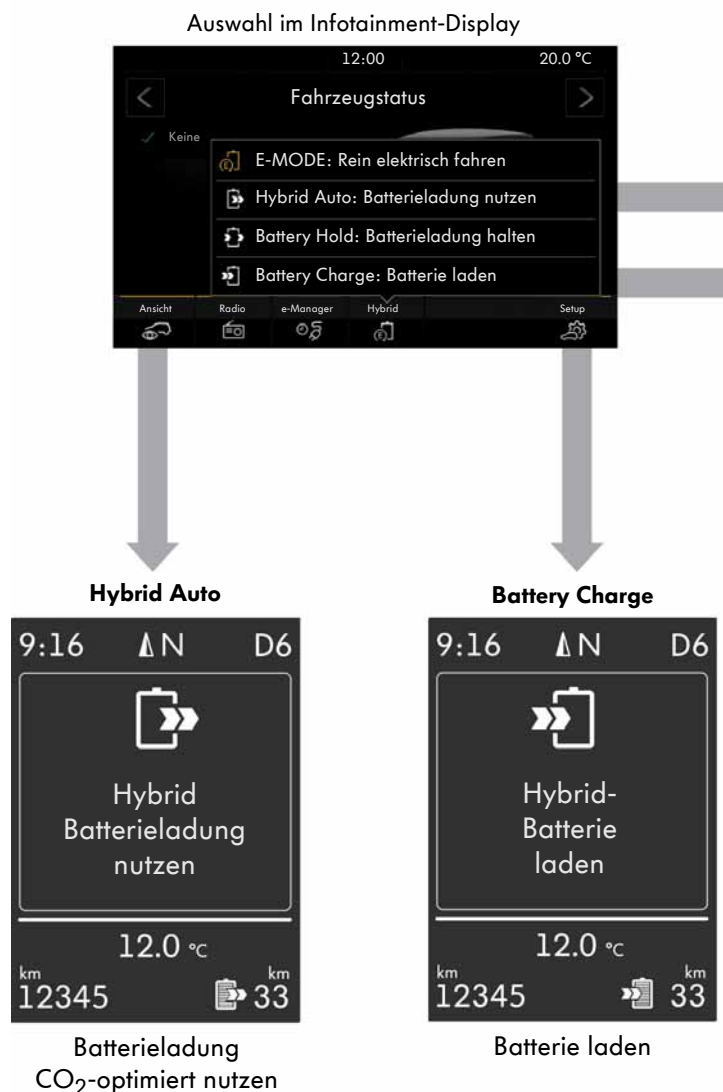 Auswahl im Infotainment-Display
12:00 20.0 °C
Fahrzeugstatus
Keine
E-MODE: Rein elektrisch fahren
Hybrid Auto: Batterieladung nutzen
Battery Hold: Batterieladung halten
Battery Charge: Batterie laden
Ansicht Radio e-Manager Hybrid Setup
Hybrid Auto
9:16 N D6
Hybrid
Batterieladung
nutzen
12.0 °C
km km
12345 33
Batterieladung
CO₂-optimiert nutzen
Battery Charge
9:16 N D6
Hybrid-
Batterie
laden
12.0 °C
km km
12345 33
Batterie laden